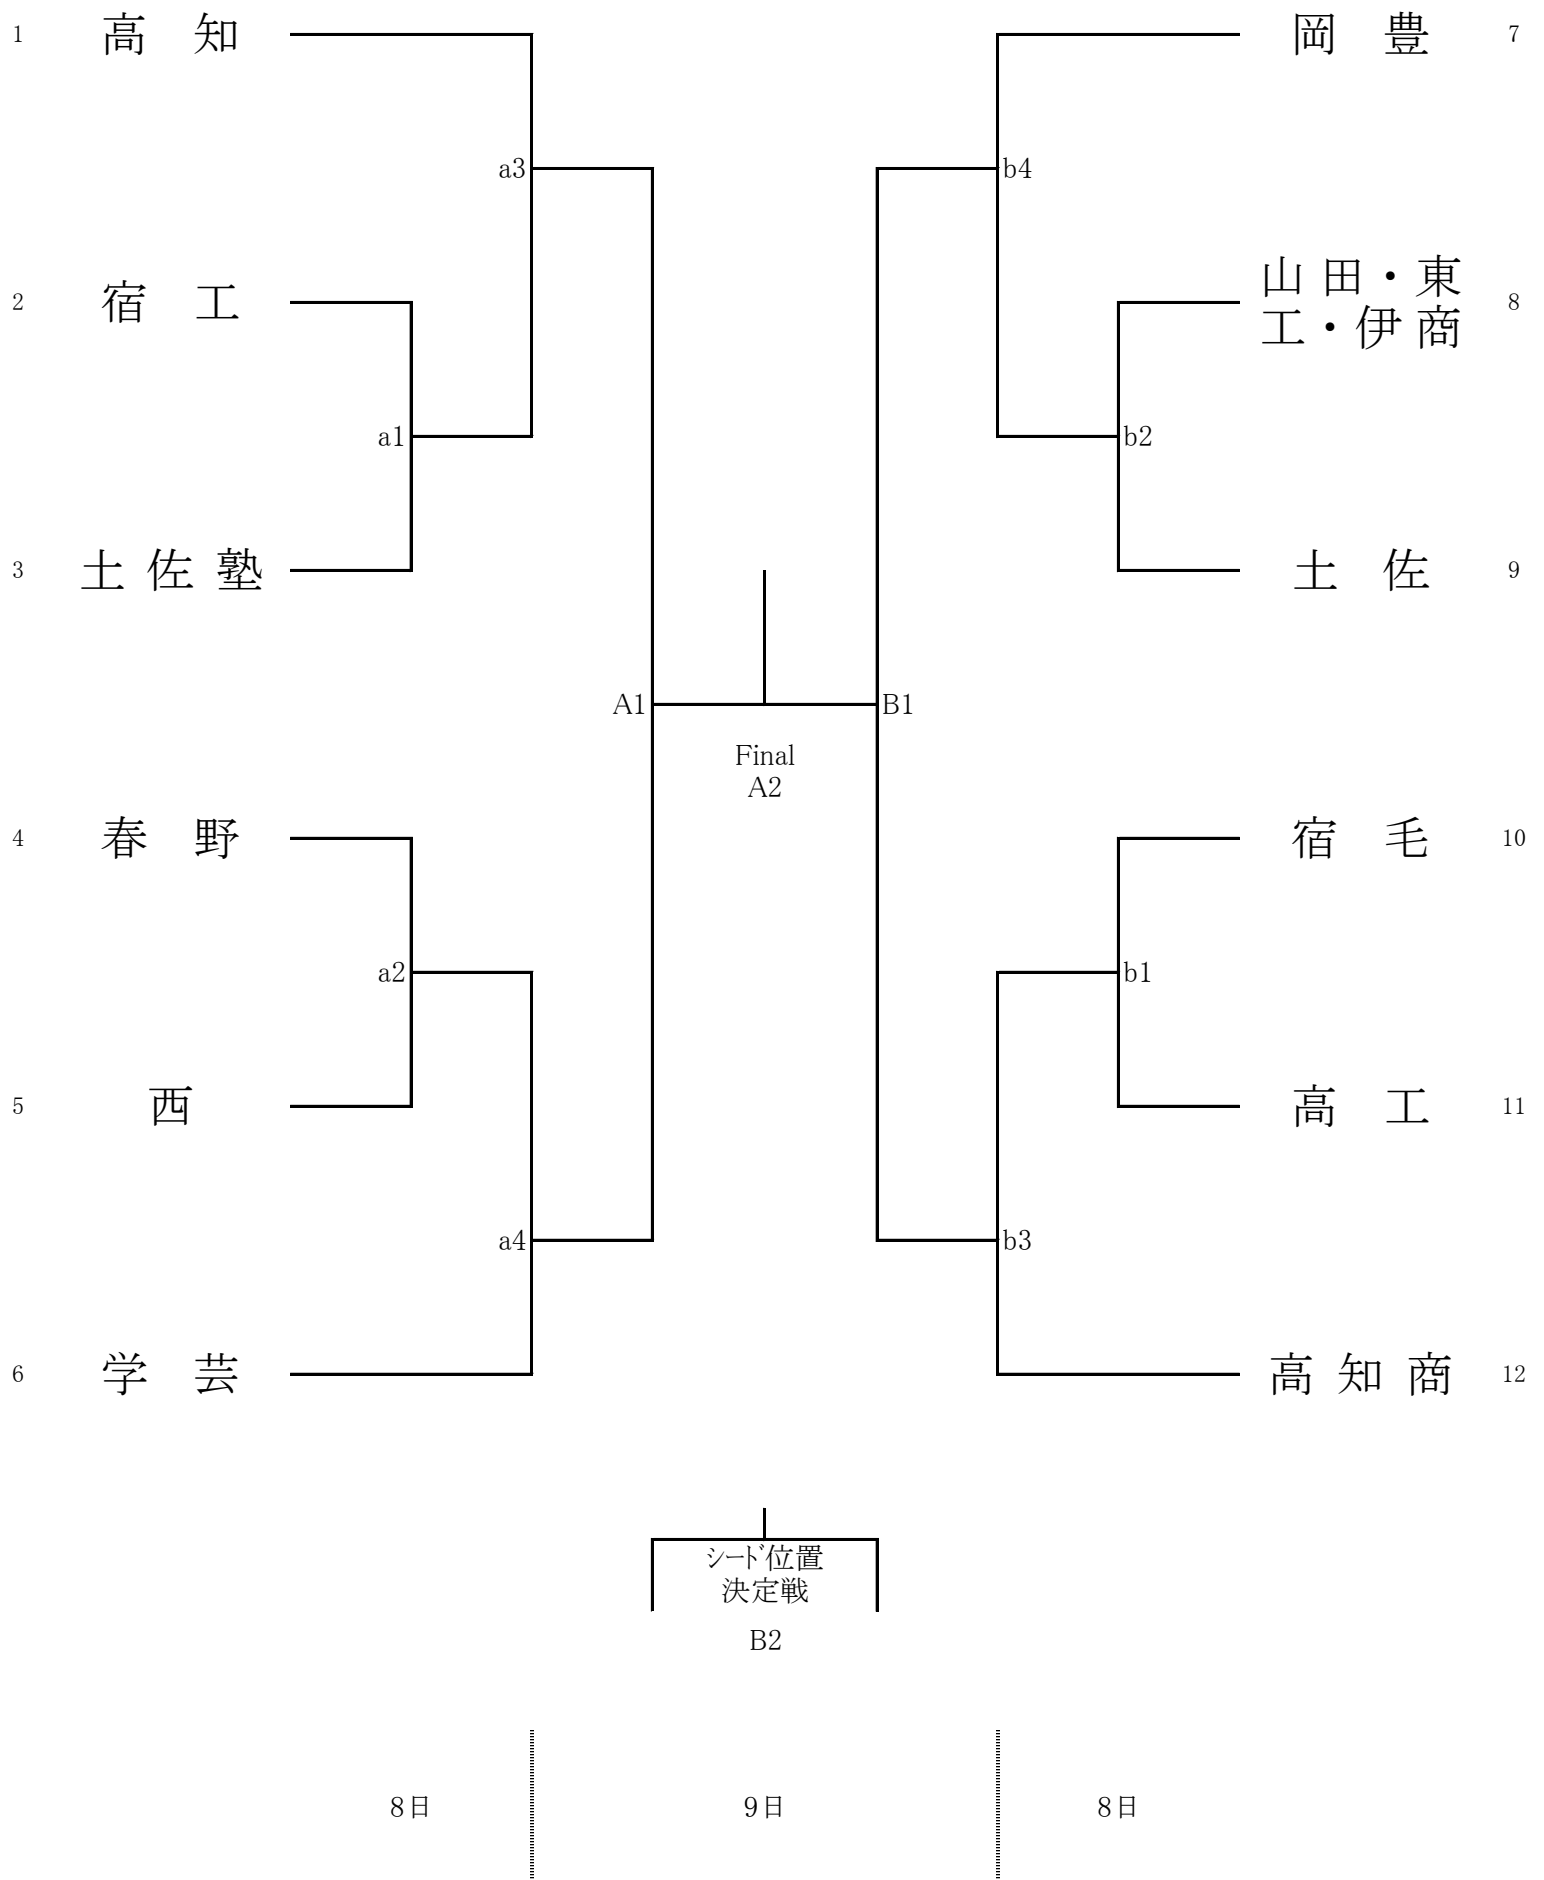 1 高 知
岡 豊 7
a3
b4
2 宿 工
山 田・東
工・伊 商 8
a1
b2
3 土 佐 塾
土 佐 9
A1
B1
Final
A2
4 春 野
宿 毛 10
a2
b1
5 西
高 工 11
a4
b3
6 学 芸
高 知 商 12
ｼｰﾄﾞ位置
決定戦
B2
8日
9日
8日